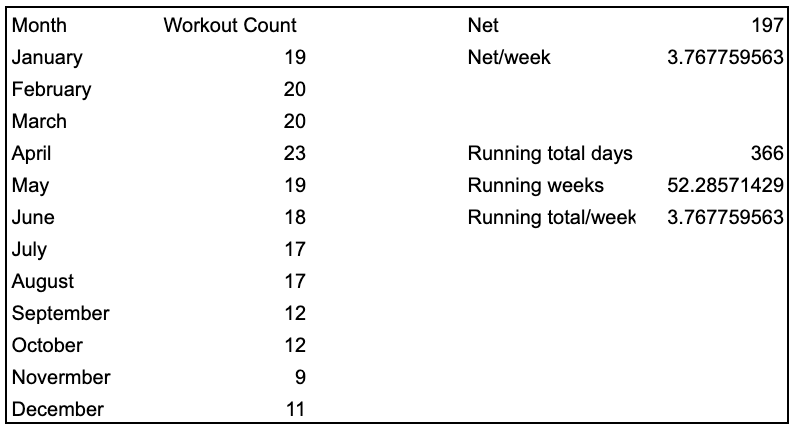 Month Workout Count Net 197
January 19 Net/week 3.767759563
February 20
March 20
April 23 Running total days 366
May 19 Running weeks 52.28571429
June 18 Running total/week 3.767759563
July 17
August 17
September 12
October 12
Novermber 9
December 11